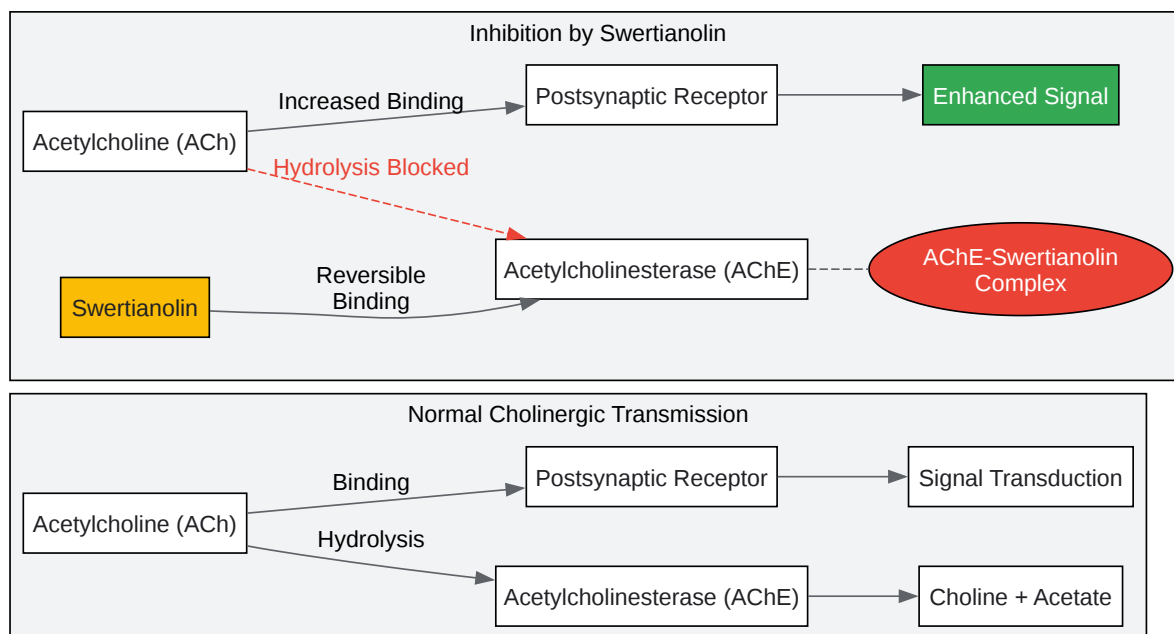 Inhibition by Swertianolin
Increased Binding
Postsynaptic Receptor
Enhanced Signal
Acetylcholine (ACh)
Hydrolysis Blocked
Reversible
Binding
Acetylcholinesterase (AChE)
AChE-Swertianolin
Complex
Swertianolin
Normal Cholinergic Transmission
Binding
Postsynaptic Receptor
Signal Transduction
Acetylcholine (ACh)
Hydrolysis
Acetylcholinesterase (AChE)
Choline + Acetate